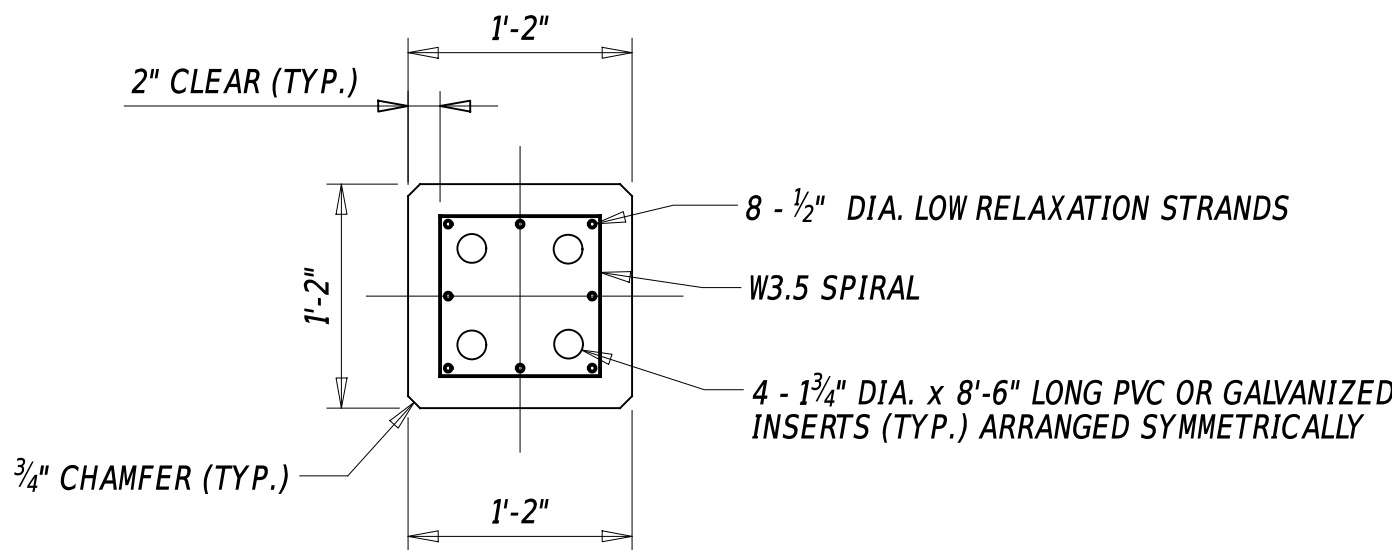 1'-2"
2" CLEAR (TYP.)
8 - ½" DIA. LOW RELAXATION STRANDS
W3.5 SPIRAL
1'-2"
4 - 1¾" DIA. x 8'-6" LONG PVC OR GALVANIZED
INSERTS (TYP.) ARRANGED SYMMETRICALLY
¾" CHAMFER (TYP.)
1'-2"